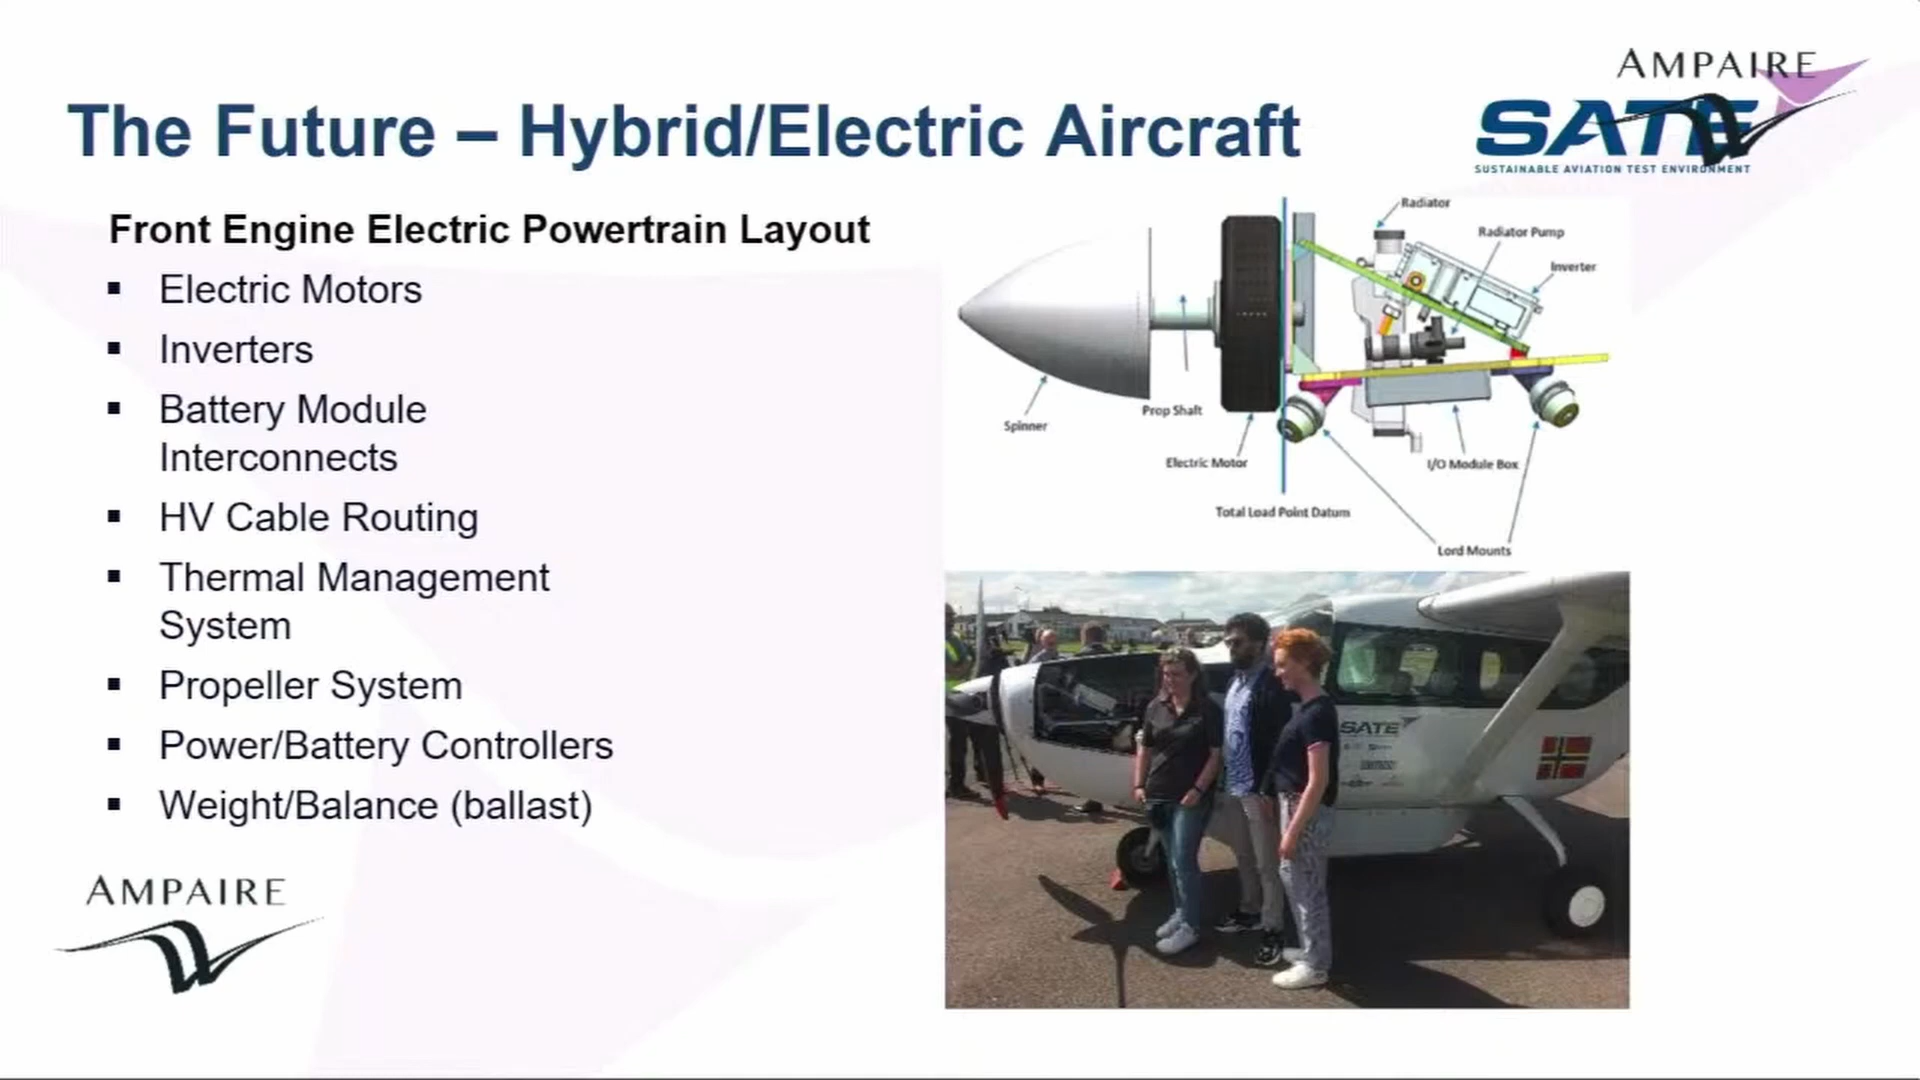 AMPAIRE
The Future – Hybrid/Electric Aircraft
SATE
SUSTAINABLE AVIATION TEST ENVIRONMENT
Front Engine Electric Powertrain Layout
▪ Electric Motors
▪ Inverters
▪ Battery Module
Interconnects
▪ HV Cable Routing
▪ Thermal Management
System
▪ Propeller System
▪ Power/Battery Controllers
▪ Weight/Balance (ballast)
AMPAIRE
Radiator
Radiator Pump
Inverter
Prop Shaft
Spinner
Electric Motor
I/O Module Box
Total Load Point Datum
Lord Mounts
SATE